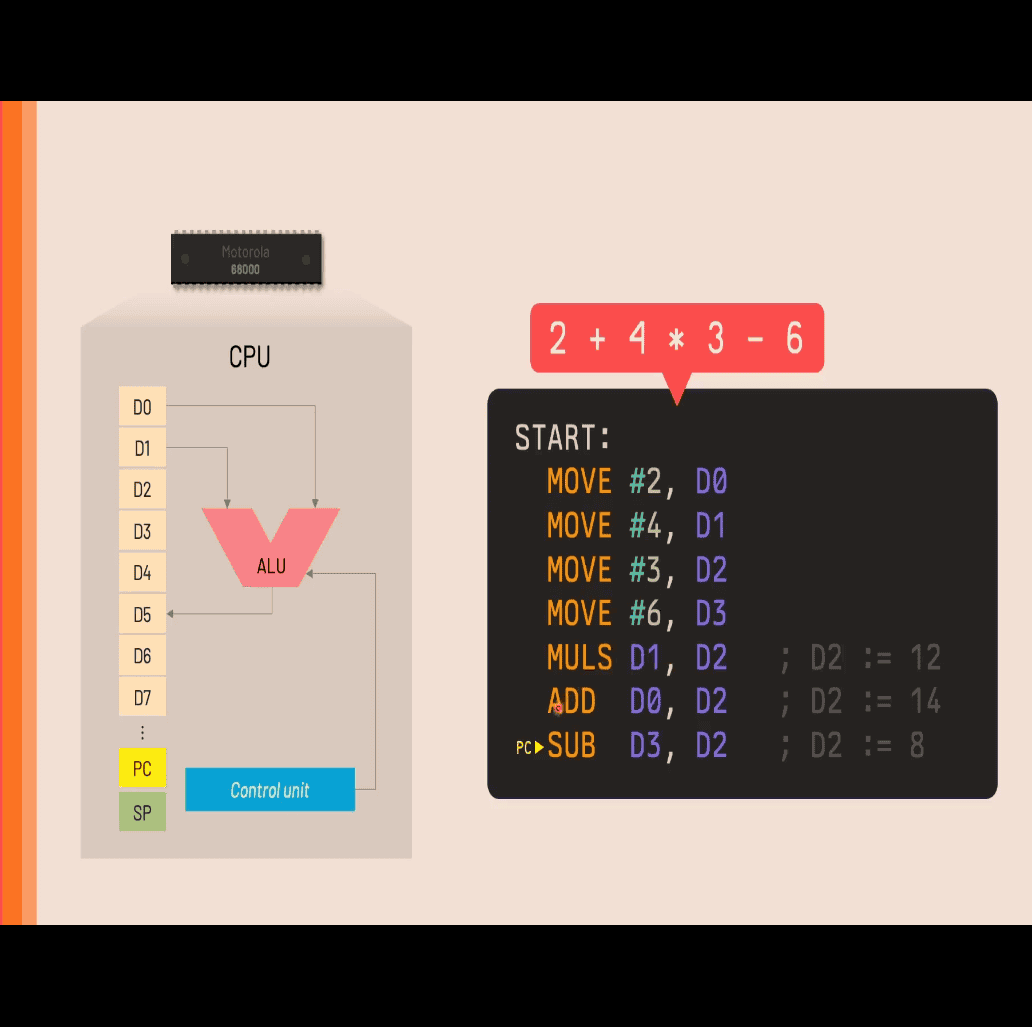 Motorola
68000
CPU
D0
D1
D2
D3
D4
D5
D6
D7
⋮
PC
SP
ALU
Control unit
2 + 4 * 3 - 6
START:
MOVE #2, D0
MOVE #4, D1
MOVE #3, D2
MOVE #6, D3
MULS D1, D2 ; D2 := 12
ADD D0, D2 ; D2 := 14
PC SUB D3, D2 ; D2 := 8